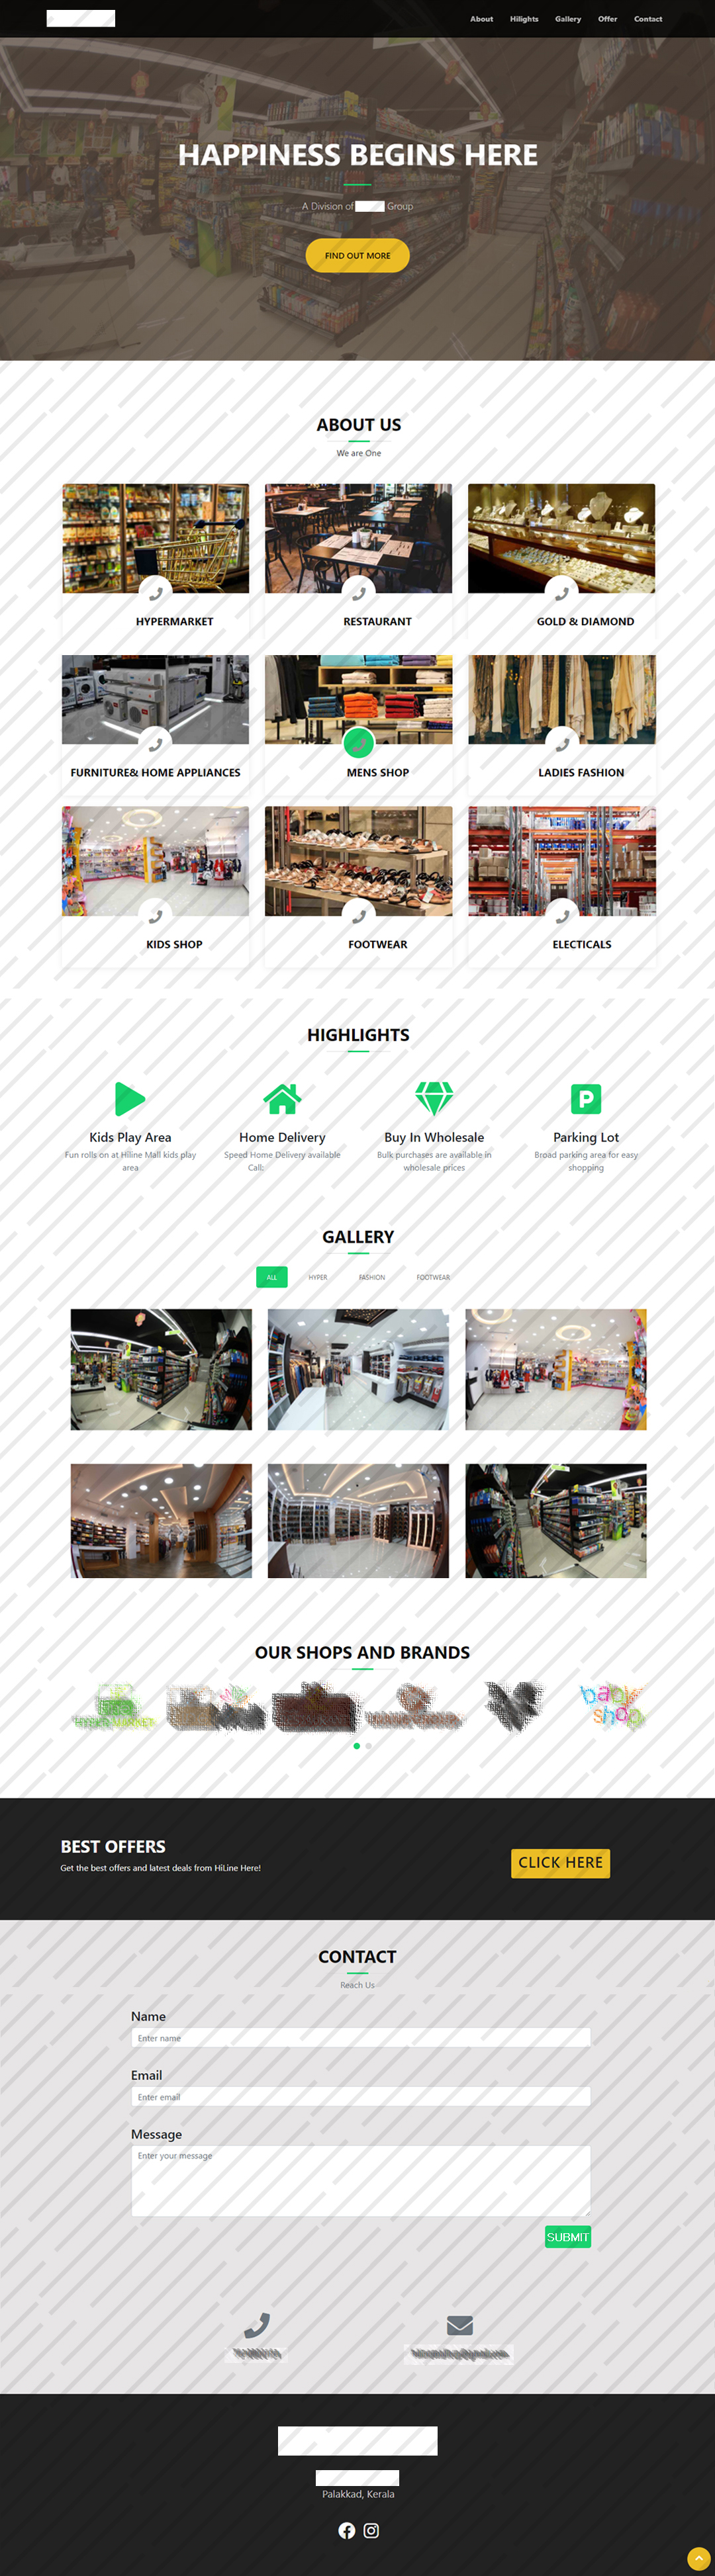 About Hilights Gallery Offer Contact
HAPPINESS BEGINS HERE
A Division of Group
FIND OUT MORE
ABOUT US
We are One
HYPERMARKET
RESTAURANT
GOLD & DIAMOND
FURNITURE& HOME APPLIANCES
MENS SHOP
LADIES FASHION
KIDS SHOP
FOOTWEAR
ELECTICALS
HIGHLIGHTS
Kids Play Area
Fun rolls on at Hiline Mall kids play
area
Home Delivery
Speed Home Delivery available
Call:
Buy In Wholesale
Bulk purchases are available in
wholesale prices
Parking Lot
Broad parking area for easy
shopping
GALLERY
ALL HYPER FASHION FOOTWEAR
OUR SHOPS AND BRANDS
baby
shop
BEST OFFERS
Get the best offers and latest deals from HiLine Here!
CLICK HERE
CONTACT
Reach Us
Name
Enter name
Email
Enter email
Message
Enter your message
SUBMIT
Palakkad, Kerala